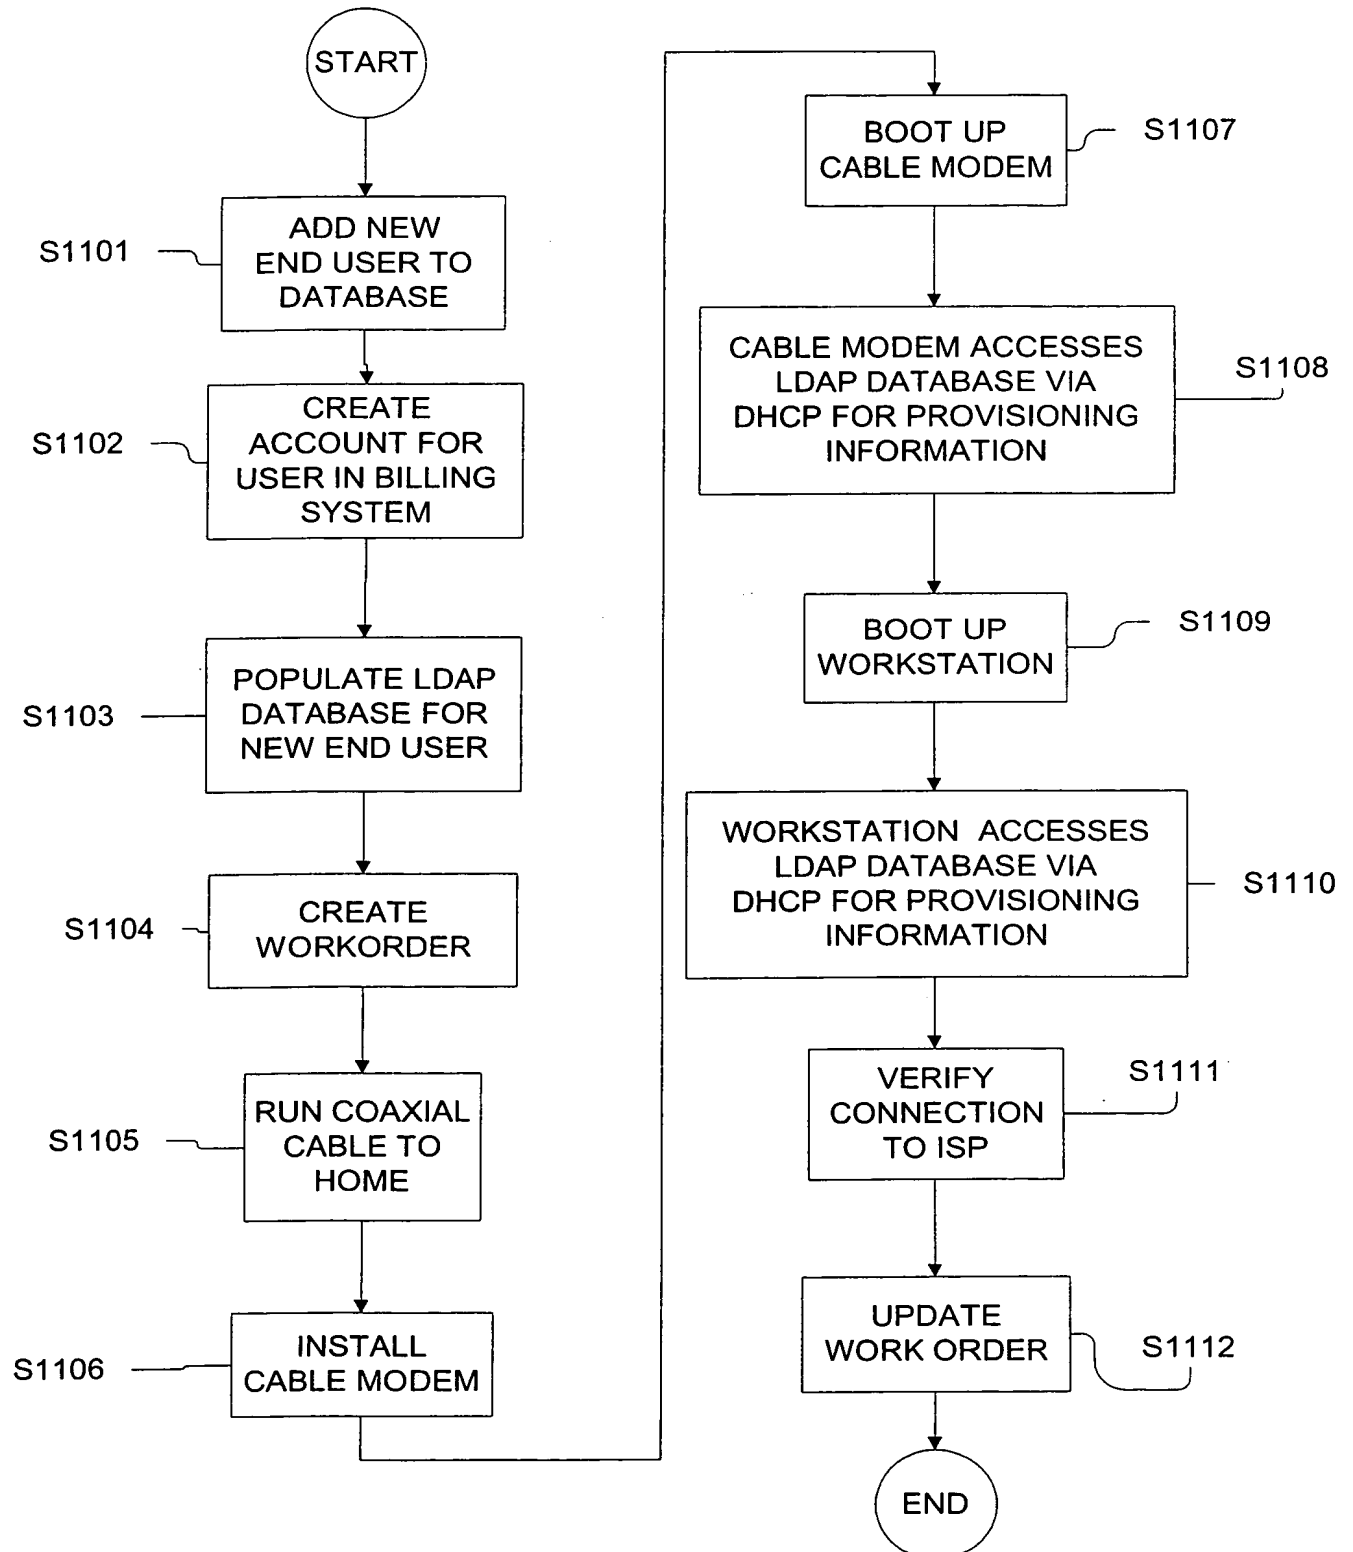 START
S1101
ADD NEW
END USER TO
DATABASE
S1102
CREATE
ACCOUNT FOR
USER IN BILLING
SYSTEM
S1103
POPULATE LDAP
DATABASE FOR
NEW END USER
S1104
CREATE
WORKORDER
S1105
RUN COAXIAL
CABLE TO
HOME
S1106
INSTALL
CABLE MODEM
BOOT UP
CABLE MODEM
S1107
CABLE MODEM ACCESSES
LDAP DATABASE VIA
DHCP FOR PROVISIONING
INFORMATION
S1108
BOOT UP
WORKSTATION
S1109
WORKSTATION ACCESSES
LDAP DATABASE VIA
DHCP FOR PROVISIONING
INFORMATION
S1110
VERIFY
CONNECTION
TO ISP
S1111
UPDATE
WORK ORDER
S1112
END